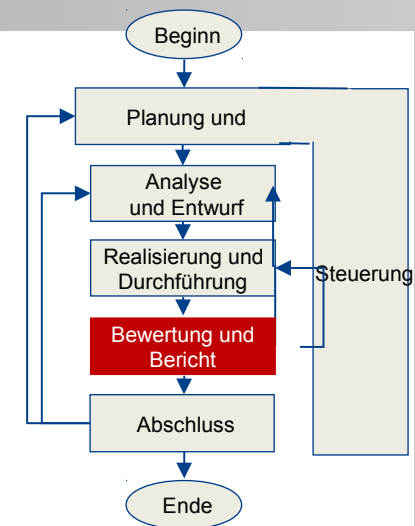 Beginn
Planung und
Analyse
und Entwurf
Realisierung und
Durchführung
Steuerung
Bewertung und
Bericht
Abschluss
Ende